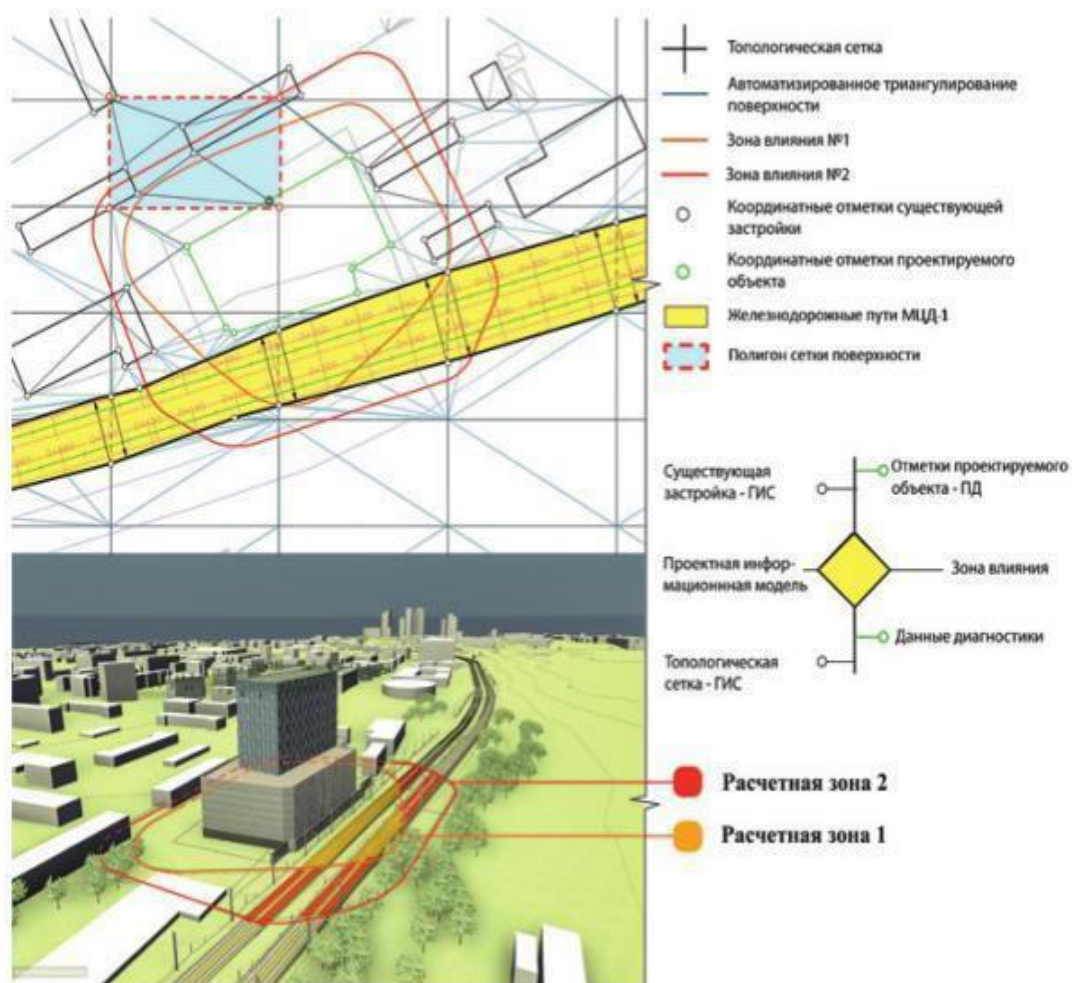 Топологическая сетка
Автоматизированное триангулирование
поверхности
Зона влияния №1
Зона влияния №2
Координатные отметки существующей
застройки
Координатные отметки проектируемого
объекта
Железнодорожные пути МЦД-1
Полигон сетки поверхности
Существующая
застройка - ГИС
Отметки проектируемого
объекта - ПД
Проектная инфор-
мационнная модель
Зона влияния
Данные диагностики
Топологическая
сетка - ГИС
Расчетная зона 2
Расчетная зона 1